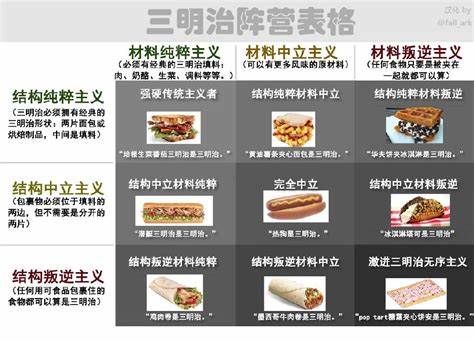 三明治阵营表格
汉化 by
@fall_ark
材料纯粹主义
(必须有经典的三明治填料:
肉、奶酪、生菜、调料等等。)
材料中立主义
(可以有更多风味的原材料)
材料叛逆主义
(任何食物只要是被夹在
一起就都可以算)
结构纯粹主义
(三明治必须拥有经典的
三明治形状:两片面包或
烘焙制品,中间是填料)
强硬传统主义者
“培根生菜番茄三明治是三明治。”
结构纯粹材料中立
“黄油薯条夹心面包是三明治。”
结构纯粹材料叛逆
“华夫饼夹冰淇淋是三明治。”
结构中立主义
(包裹物必须位于填料的
两边,但不需要是分开的
两片)
结构中立材料纯粹
“潜艇三明治是三明治。”
完全中立
“热狗是三明治。”
结构中立材料叛逆
“冰淇淋塔可是三明治。”
结构叛逆主义
(任何用可食品包裹住的
食物都可以算是三明治)
结构叛逆材料纯粹
“鸡肉卷是三明治。”
结构叛逆材料中立
“墨西哥牛肉卷是三明治。”
激进三明治无序主义
“pop tart糖霜夹心饼安是三明治。”